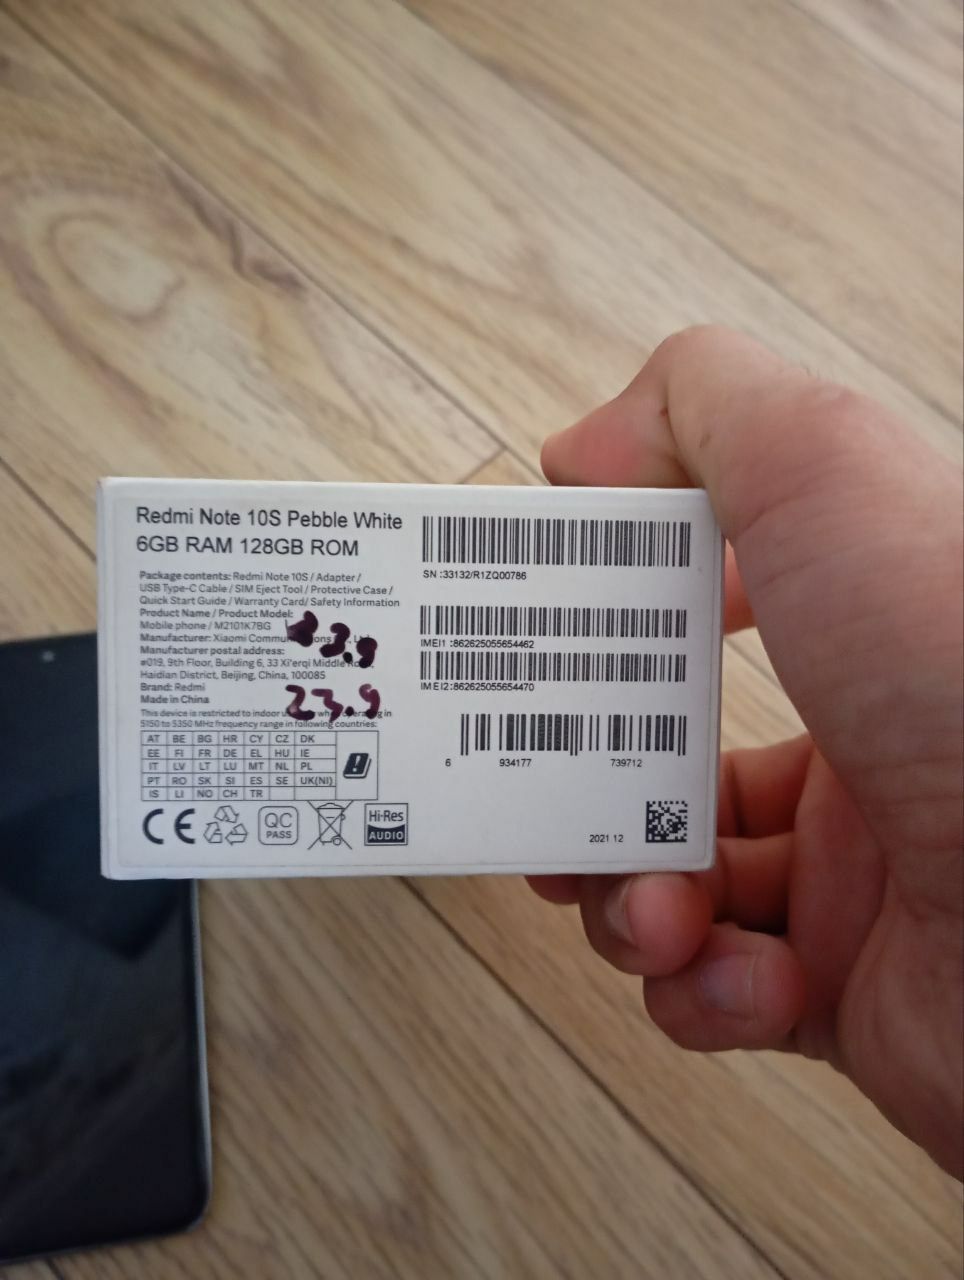 Redmi Note 10S Pebble White
6GB RAM 128GB ROM
Package contents: Redmi Note 10S / Adapter /
USB Type-C Cable / SIM Eject Tool / Protective Case /
Quick Start Guide / Warranty Card/ Safety Information
Product Name / Product Model:
Mobile phone / M2101K7BG
Manufacturer: Xiaomi
Manufacturer postal address:
#019, 9th Floor, Building 6, 33 Xi'erqi Middle
Haidian District, Beijing, China, 100085
Brand: Redmi
Made in China
This device is restricted to indoor in
5150 to 5350 MHz frequency range in following countries:
AT BE BG HR CY CZ DK
EE FI FR DE EL HU IE
IT LV LT LU MT NL PL
PT RO SK SI ES SE UK(NI)
IS LI NO CH TR
23.9
CE
QC
PASS
Hi-Res
AUDIO
SN :33132/R1ZQ00786
IMEI1 :862625055654462
IMEI2:862625055654470
6 934177 739712
2021.12